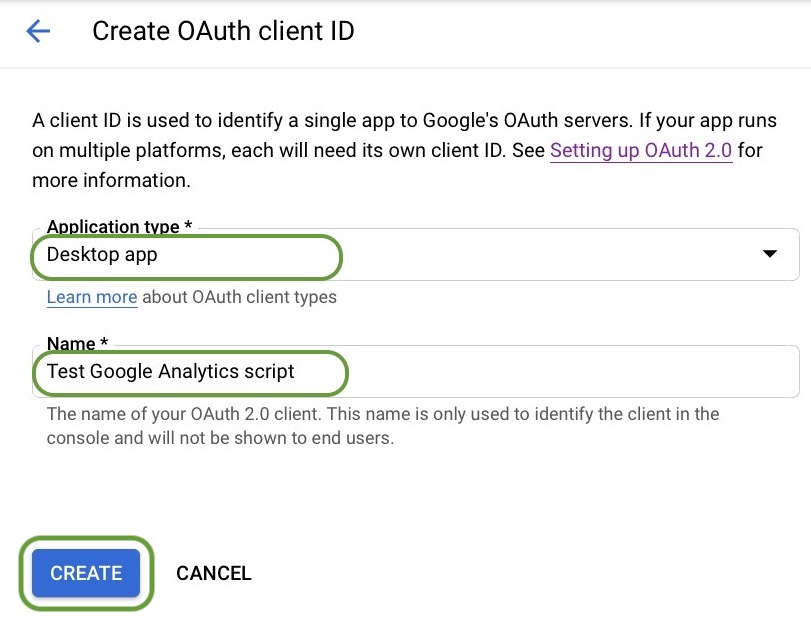 Create OAuth client ID
A client ID is used to identify a single app to Google's OAuth servers. If your app runs
on multiple platforms, each will need its own client ID. See Setting up OAuth 2.0 for
more information.
Application type *
Desktop app
Learn more about OAuth client types
Name *
Test Google Analytics script
The name of your OAuth 2.0 client. This name is only used to identify the client in the
console and will not be shown to end users.
CREATE CANCEL